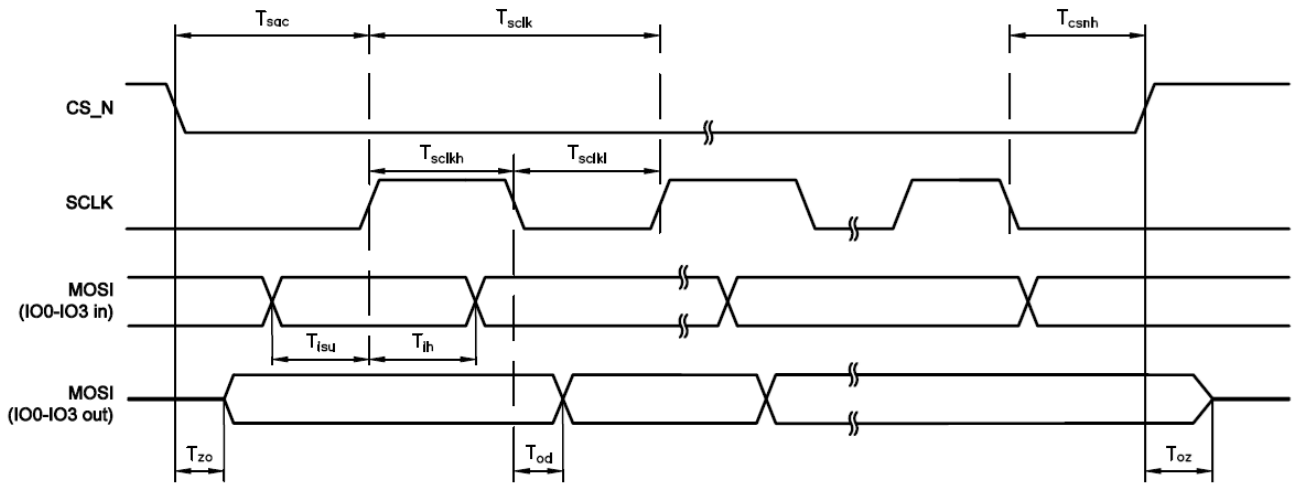 Tsac Tsclk Tcsnh
CS_N
Tsclkh Tsclkl
SCLK
MOSI
(IO0-IO3 in)
Tisu Tih
MOSI
(IO0-IO3 out)
Tzo Tod Toz